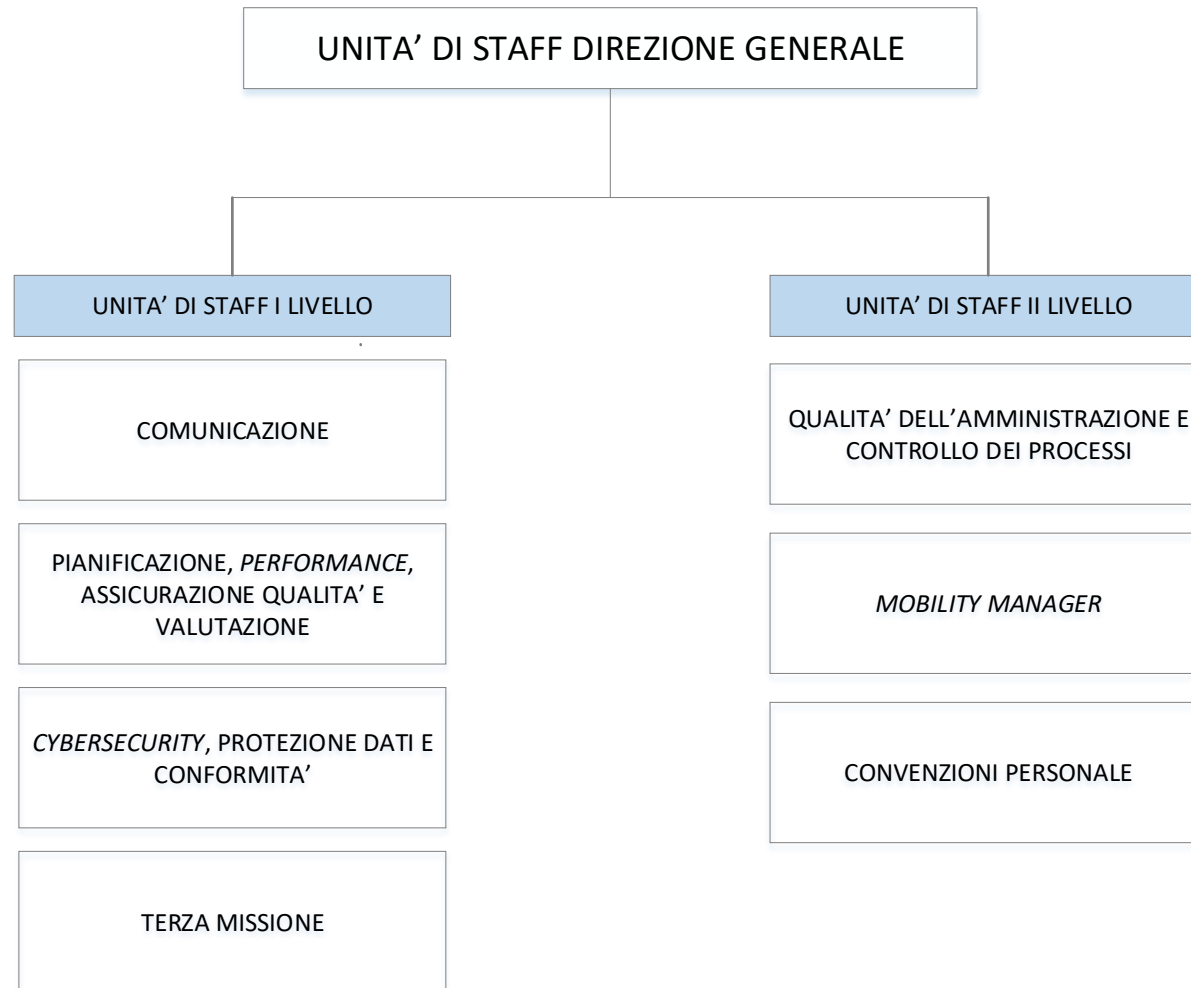 UNITA’ DI STAFF DIREZIONE GENERALE
UNITA’ DI STAFF I LIVELLO
COMUNICAZIONE
PIANIFICAZIONE, PERFORMANCE,
ASSICURAZIONE QUALITA’ E
VALUTAZIONE
CYBERSECURITY, PROTEZIONE DATI E
CONFORMITA’
TERZA MISSIONE
UNITA’ DI STAFF II LIVELLO
QUALITA’ DELL’AMMINISTRAZIONE E
CONTROLLO DEI PROCESSI
MOBILITY MANAGER
CONVENZIONI PERSONALE